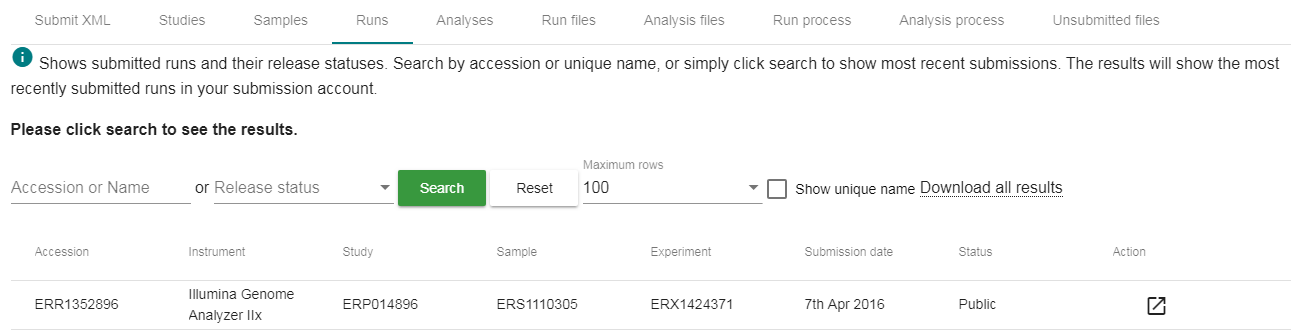 Submit XML Studies Samples Runs Analyses Run files Analysis files Run process Analysis process Unsubmitted files
Shows submitted runs and their release statuses. Search by accession or unique name, or simply click search to show most recent submissions. The results will show the most
recently submitted runs in your submission account.
Please click search to see the results.
Maximum rows
Accession or Name or Release status Search Reset 100 Show unique name Download all results
Accession Instrument Study Sample Experiment Submission date Status Action
Illumina Genome
ERR1352896 ERP014896 ERS1110305 ERX1424371 7th Apr 2016 Public
Analyzer IIx